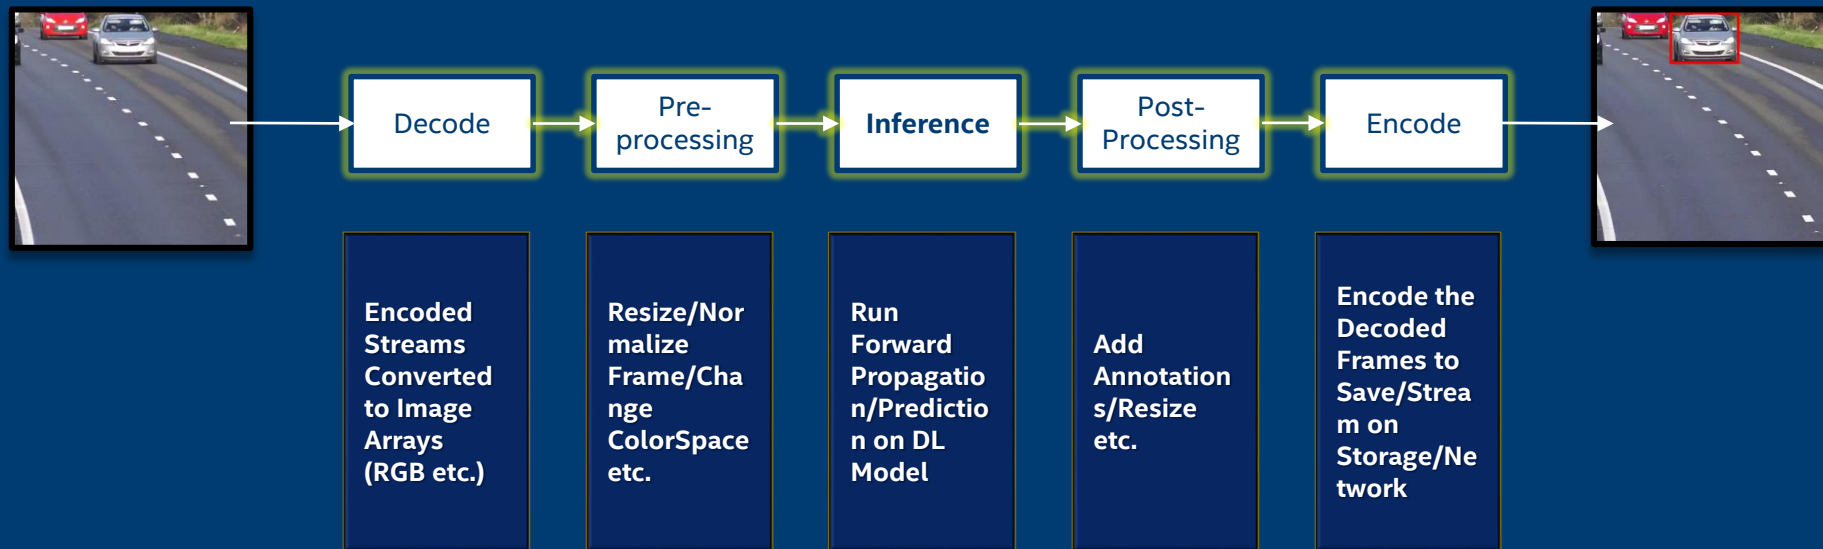 Decode
Pre-
processing
Inference
Post-
Processing
Encode
Encoded
Streams
Converted
to Image
Arrays
(RGB etc.)
Resize/Nor
malize
Frame/Cha
nge
ColorSpace
etc.
Run
Forward
Propagatio
n/Predictio
n on DL
Model
Add
Annotation
s/Resize
etc.
Encode the
Decoded
Frames to
Save/Strea
m on
Storage/Ne
twork